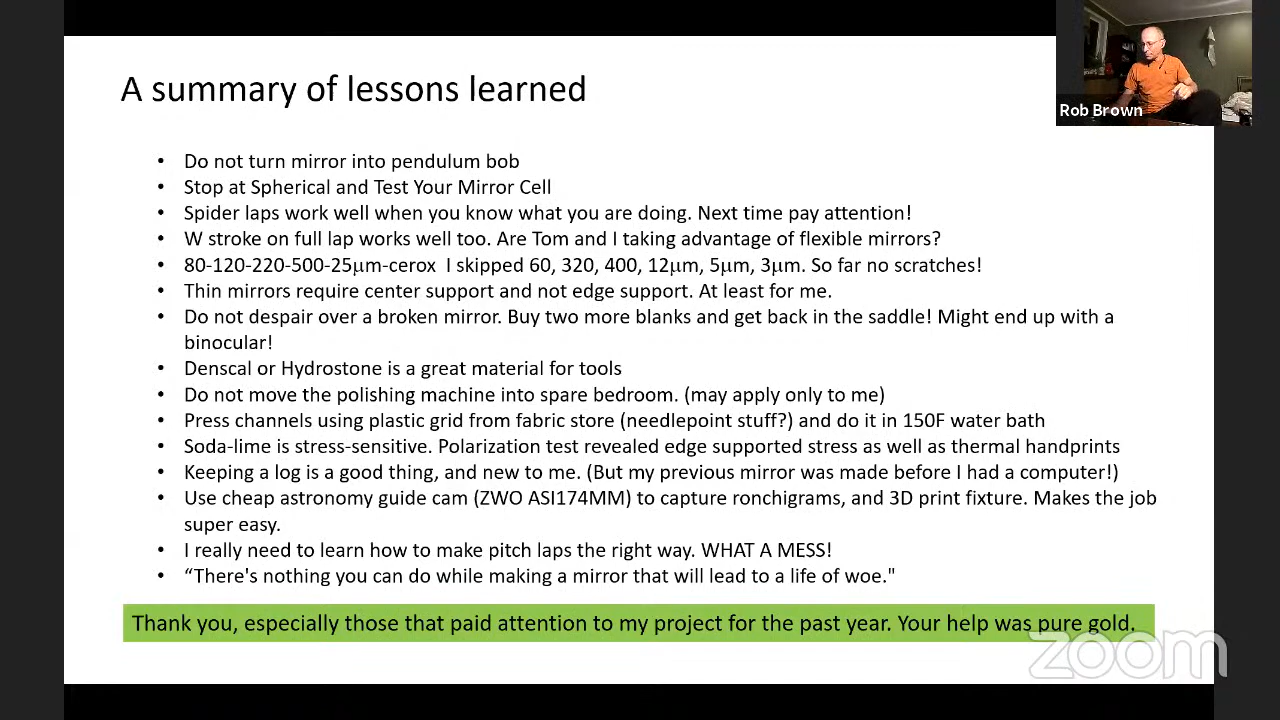 A summary of lessons learned
Rob Brown
• Do not turn mirror into pendulum bob
• Stop at Spherical and Test Your Mirror Cell
• Spider laps work well when you know what you are doing. Next time pay attention!
• W stroke on full lap works well too. Are Tom and I taking advantage of flexible mirrors?
• 80-120-220-500-25μm-cerox  I skipped 60, 320, 400, 12μm, 5μm, 3μm. So far no scratches!
• Thin mirrors require center support and not edge support. At least for me.
• Do not despair over a broken mirror. Buy two more blanks and get back in the saddle! Might end up with a
binocular!
• Denscal or Hydrostone is a great material for tools
• Do not move the polishing machine into spare bedroom. (may apply only to me)
• Press channels using plastic grid from fabric store (needlepoint stuff?) and do it in 150F water bath
• Soda-lime is stress-sensitive. Polarization test revealed edge supported stress as well as thermal handprints
• Keeping a log is a good thing, and new to me. (But my previous mirror was made before I had a computer!)
• Use cheap astronomy guide cam (ZWO ASI174MM) to capture ronchigrams, and 3D print fixture. Makes the job
super easy.
• I really need to learn how to make pitch laps the right way. WHAT A MESS!
• “There's nothing you can do while making a mirror that will lead to a life of woe."
Thank you, especially those that paid attention to my project for the past year. Your help was pure gold.
zoom